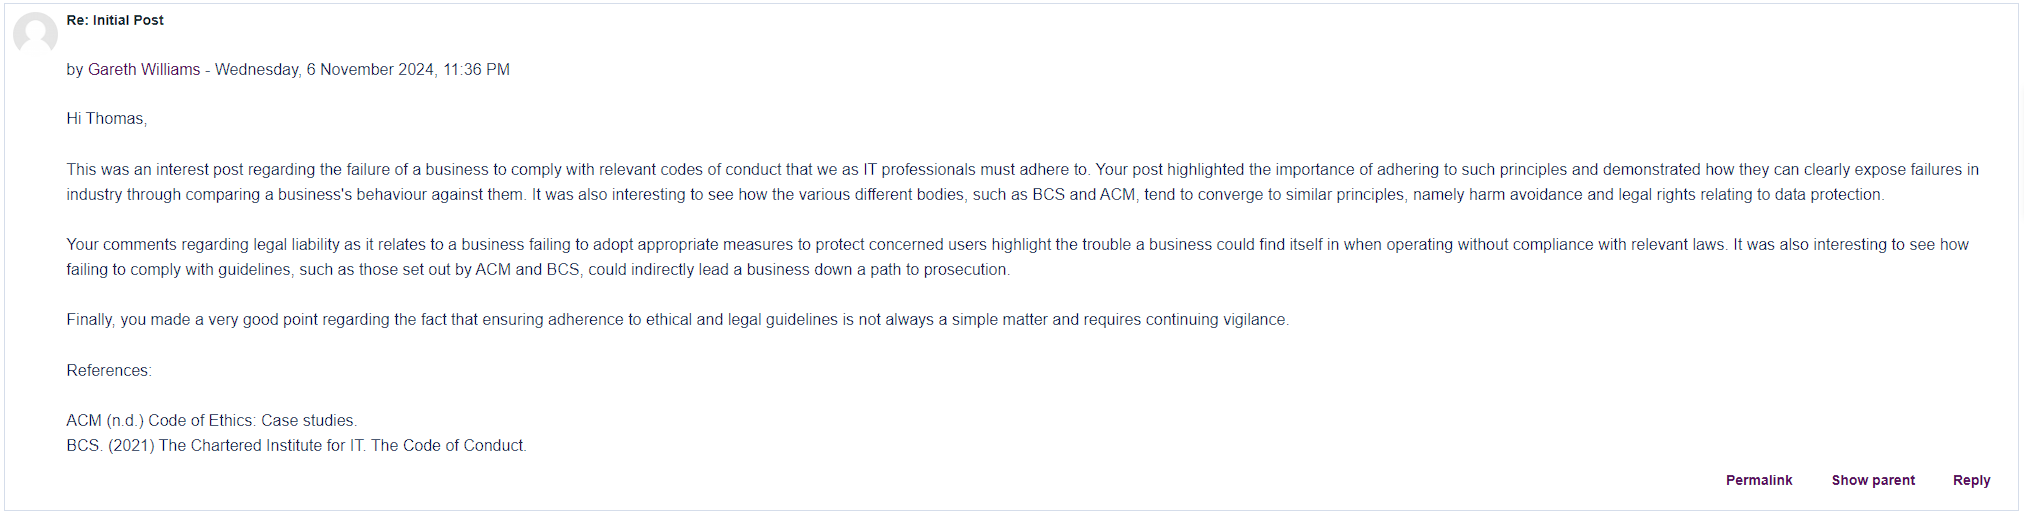 Re: Initial Post
by Gareth Williams - Wednesday, 6 November 2024, 11:36 PM
Hi Thomas,
This was an interest post regarding the failure of a business to comply with relevant codes of conduct that we as IT professionals must adhere to. Your post highlighted the importance of adhering to such principles and demonstrated how they can clearly expose failures in
industry through comparing a business's behaviour against them. It was also interesting to see how the various different bodies, such as BCS and ACM, tend to converge to similar principles, namely harm avoidance and legal rights relating to data protection.
Your comments regarding legal liability as it relates to a business failing to adopt appropriate measures to protect concerned users highlight the trouble a business could find itself in when operating without compliance with relevant laws. It was also interesting to see how
failing to comply with guidelines, such as those set out by ACM and BCS, could indirectly lead a business down a path to prosecution.
Finally, you made a very good point regarding the fact that ensuring adherence to ethical and legal guidelines is not always a simple matter and requires continuing vigilance.
References:
ACM (n.d.) Code of Ethics: Case studies.
BCS. (2021) The Chartered Institute for IT. The Code of Conduct.
Permalink Show parent Reply